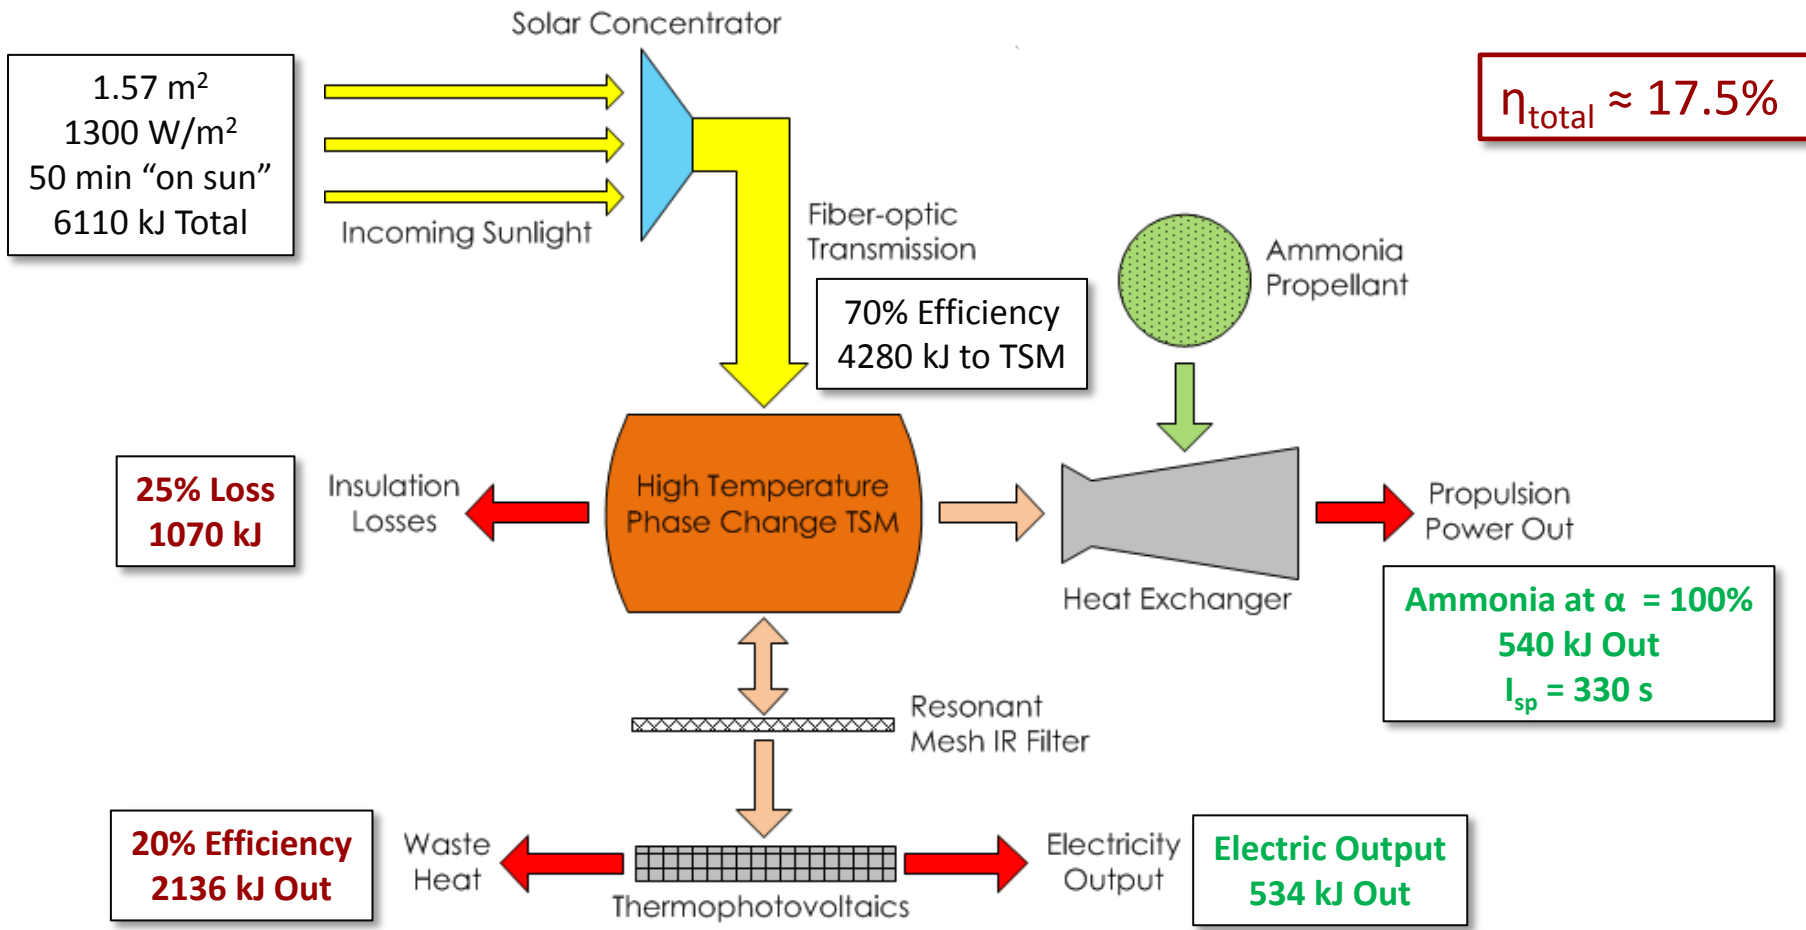 Solar Concentrator
1.57 m²
1300 W/m²
50 min “on sun”
6110 kJ Total
Incoming Sunlight
η_total ≈ 17.5%
Fiber-optic
Transmission
70% Efficiency
4280 kJ to TSM
Ammonia
Propellant
25% Loss
1070 kJ
Insulation
Losses
High Temperature
Phase Change TSM
Heat Exchanger
Propulsion
Power Out
Ammonia at α = 100%
540 kJ Out
I_sp = 330 s
Resonant
Mesh IR Filter
20% Efficiency
2136 kJ Out
Waste
Heat
Thermophotovoltaics
Electricity
Output
Electric Output
534 kJ Out